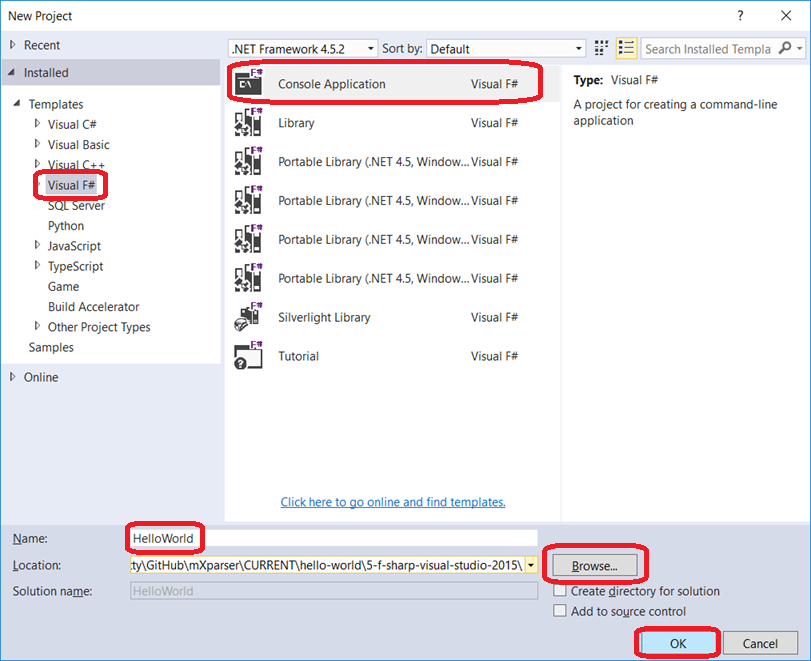 New Project
?
Recent
.NET Framework 4.5.2
Sort by:
Default
Search Installed Templa
Installed
Templates
Visual C#
Visual Basic
Visual C++
Visual F#
SQL Server
Python
JavaScript
TypeScript
Game
Build Accelerator
Other Project Types
Samples
Online
Console Application Visual F#
Library Visual F#
Portable Library (.NET 4.5, Window... Visual F#
Portable Library (.NET 4.5, Window... Visual F#
Portable Library (.NET 4.5, Window... Visual F#
Portable Library (.NET 4.5, Window... Visual F#
Silverlight Library Visual F#
Tutorial Visual F#
Click here to go online and find templates.
Type: Visual F#
A project for creating a command-line
application
Name: HelloWorld
Location: ty\GitHub\mXparser\CURRENT\hello-world\5-f-sharp-visual-studio-2015\
Browse...
Solution name: HelloWorld
Create directory for solution
Add to source control
OK
Cancel